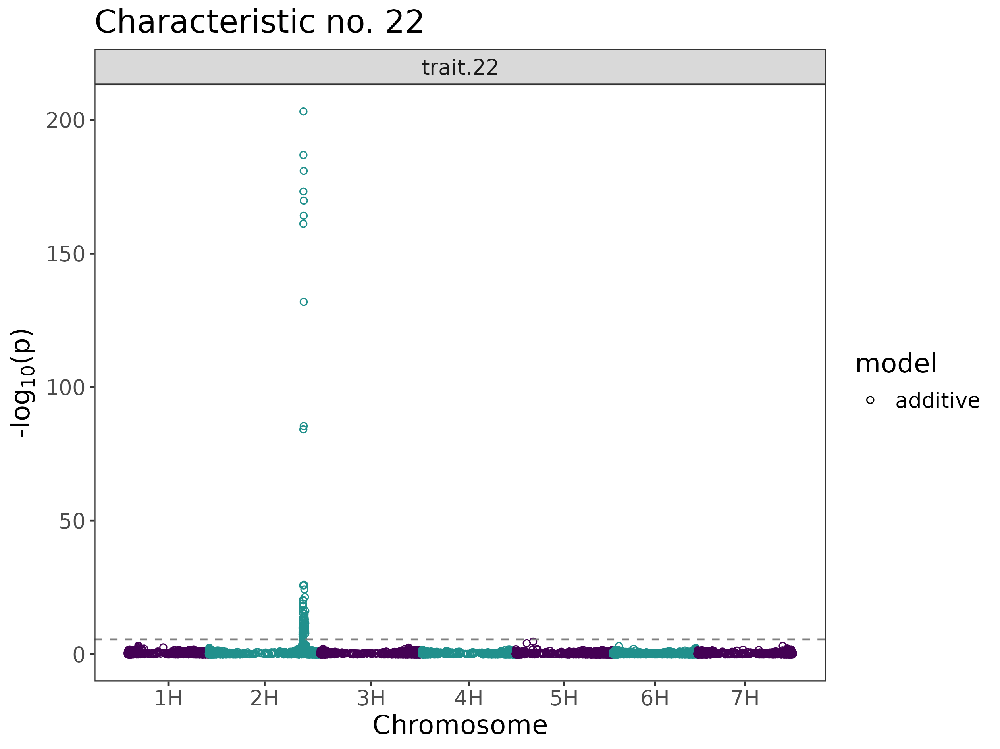 Characteristic no. 22
trait.22
200
150
100
50
0
-log10(p)
1H 2H 3H 4H 5H 6H 7H
Chromosome
model
additive